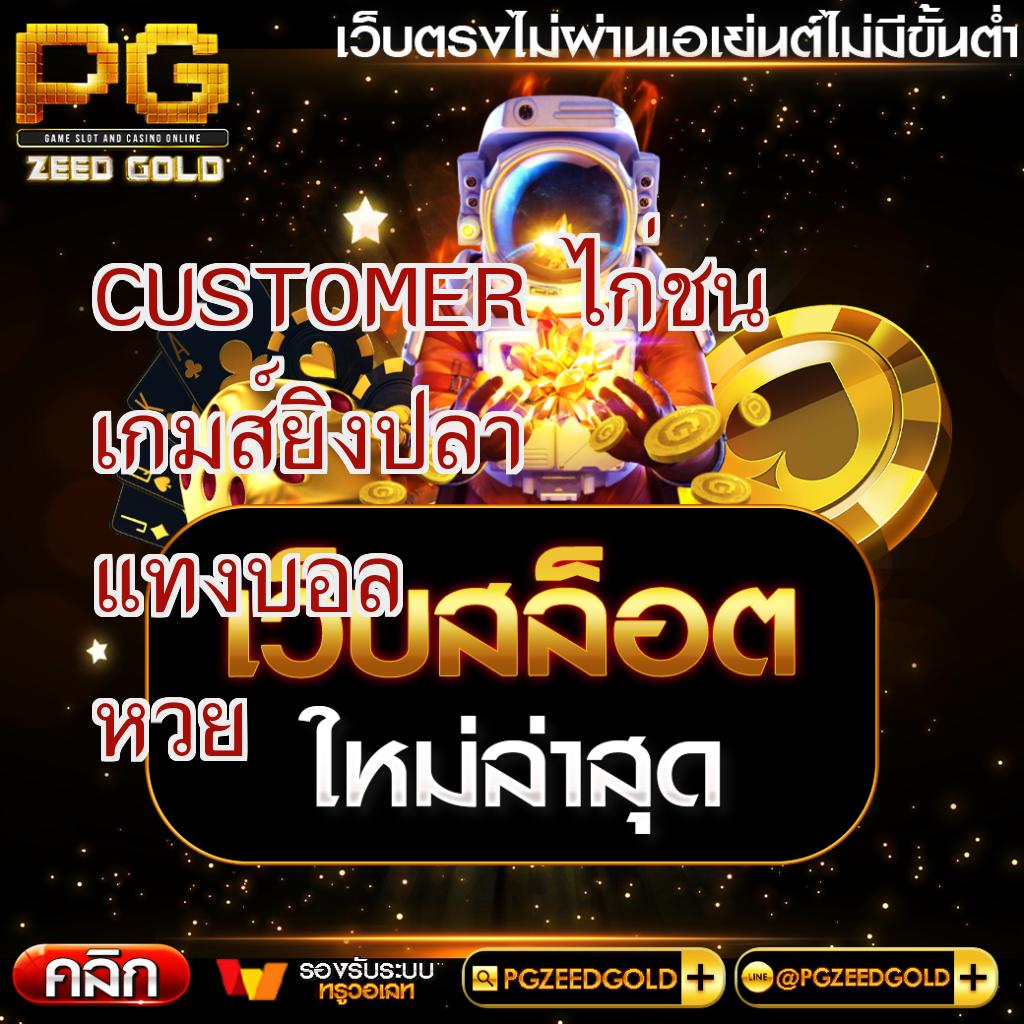 เว็บตรงไม่ผ่านเอเย่นต์ไม่มีขั้นต่ำ
PG
GAME SLOT AND CASINO ONLINE
ZEED GOLD
CUSTOMER ไก่ชน
เกมส์ยิงปลา
แทงบอล
เว็บสล็อต
หวย
ใหม่ล่าสุด
คลิก
รองรับระบบ
ทรูวอเลท
PGZEEDGOLD +
LINE @PGZEEDGOLD +